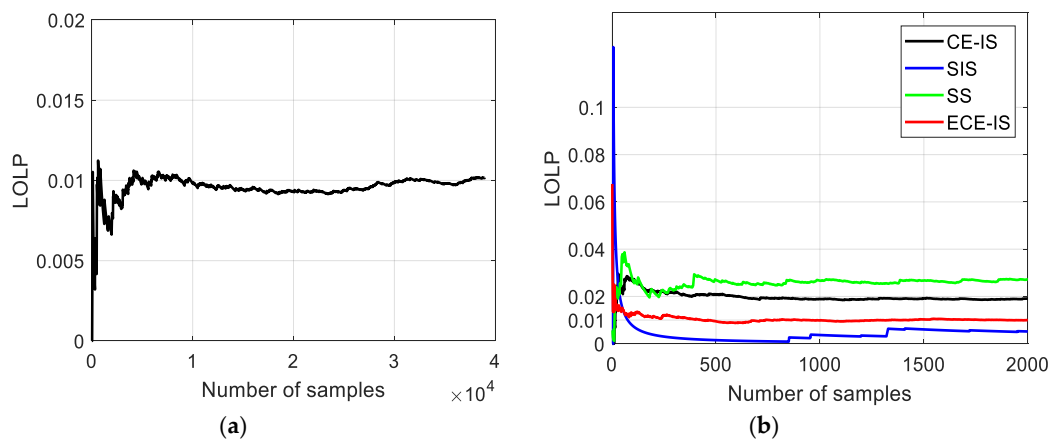 0.02
0.015
0.01
0.005
0
LOLP
0 1 2 3 4
Number of samples
×10⁴
(a)
0.1
0.08
0.06
0.04
0.02
0.01
0
LOLP
CE-IS
SIS
SS
ECE-IS
0 500 1000 1500 2000
Number of samples
(b)